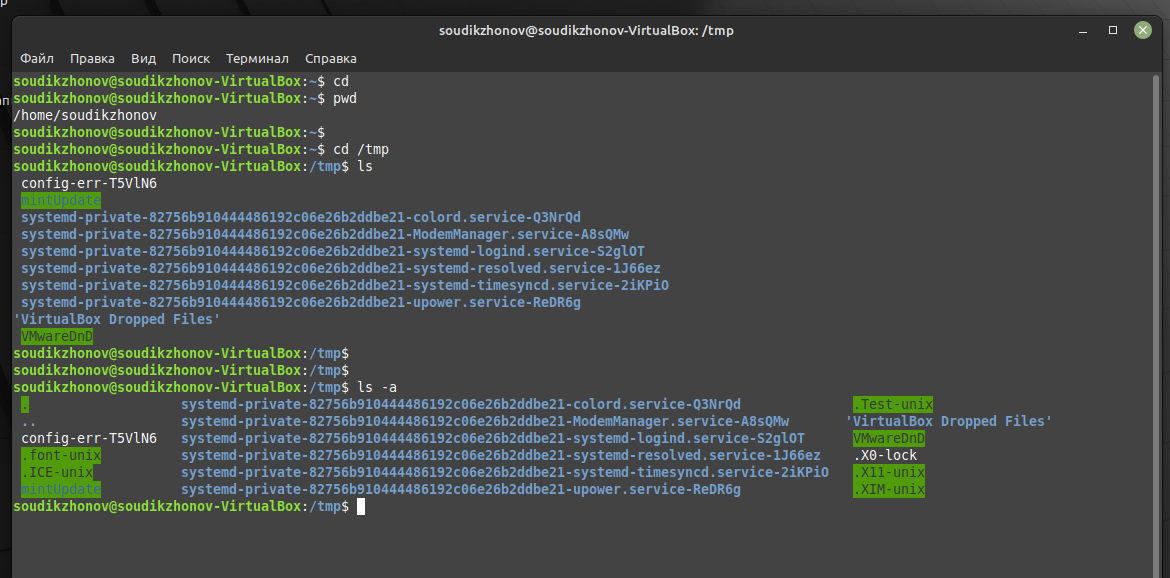 soudikzhonov@soudikzhonov-VirtualBox: /tmp
Файл Правка Вид Поиск Терминал Справка
soudikzhonov@soudikzhonov-VirtualBox:~$ cd
soudikzhonov@soudikzhonov-VirtualBox:~$ pwd
/home/soudikzhonov
soudikzhonov@soudikzhonov-VirtualBox:~$
soudikzhonov@soudikzhonov-VirtualBox:~$ cd /tmp
soudikzhonov@soudikzhonov-VirtualBox:/tmp$ ls
config-err-T5VlN6
mintUpdate
systemd-private-82756b910444486192c06e26b2ddbe21-colord.service-Q3NrQd
systemd-private-82756b910444486192c06e26b2ddbe21-ModemManager.service-A8sQMw
systemd-private-82756b910444486192c06e26b2ddbe21-systemd-logind.service-S2glOT
systemd-private-82756b910444486192c06e26b2ddbe21-systemd-resolved.service-1J66ez
systemd-private-82756b910444486192c06e26b2ddbe21-systemd-timesyncd.service-2iKPiO
systemd-private-82756b910444486192c06e26b2ddbe21-upower.service-ReDR6g
'VirtualBox Dropped Files'
VMwareDnD
soudikzhonov@soudikzhonov-VirtualBox:/tmp$
soudikzhonov@soudikzhonov-VirtualBox:/tmp$
soudikzhonov@soudikzhonov-VirtualBox:/tmp$ ls -a
. systemd-private-82756b910444486192c06e26b2ddbe21-colord.service-Q3NrQd .Test-unix
.. systemd-private-82756b910444486192c06e26b2ddbe21-ModemManager.service-A8sQMw 'VirtualBox Dropped Files'
config-err-T5VlN6 systemd-private-82756b910444486192c06e26b2ddbe21-systemd-logind.service-S2glOT VMwareDnD
.font-unix systemd-private-82756b910444486192c06e26b2ddbe21-systemd-resolved.service-1J66ez .X0-lock
.ICE-unix systemd-private-82756b910444486192c06e26b2ddbe21-systemd-timesyncd.service-2iKPiO .X11-unix
mintUpdate systemd-private-82756b910444486192c06e26b2ddbe21-upower.service-ReDR6g .XIM-unix
soudikzhonov@soudikzhonov-VirtualBox:/tmp$